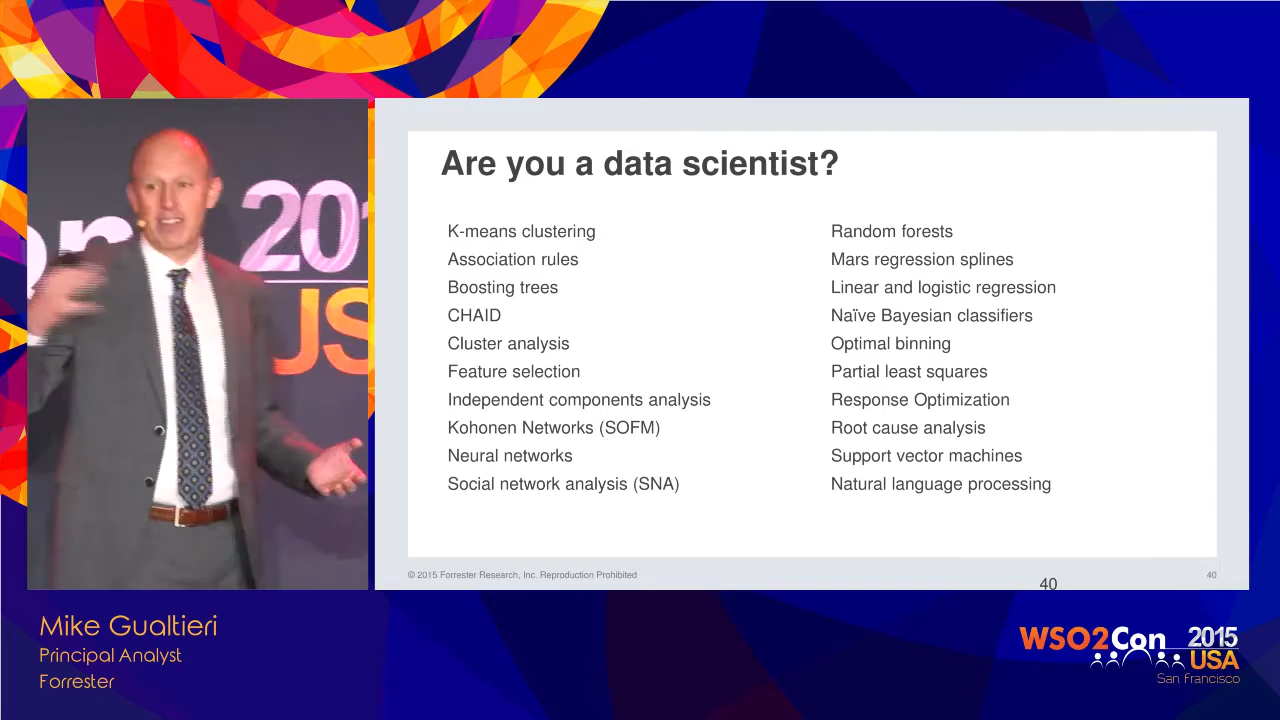 on
201
US
Are you a data scientist?
K-means clustering
Association rules
Boosting trees
CHAID
Cluster analysis
Feature selection
Independent components analysis
Kohonen Networks (SOFM)
Neural networks
Social network analysis (SNA)
Random forests
Mars regression splines
Linear and logistic regression
Naïve Bayesian classifiers
Optimal binning
Partial least squares
Response Optimization
Root cause analysis
Support vector machines
Natural language processing
© 2015 Forrester Research, Inc. Reproduction Prohibited
40
40
Mike Gualtieri
Principal Analyst
Forrester
WSO2Con 2015
USA
San Francisco